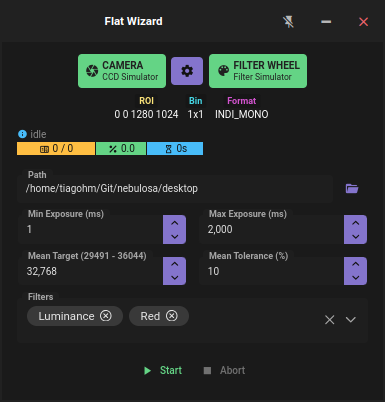 Flat Wizard
CAMERA
CCD Simulator
FILTER WHEEL
Filter Simulator
ROI Bin Format
0 0 1280 1024 1x1 INDI_MONO
idle
0 / 0 0.0 0s
Path
/home/tiagohm/Git/nebulosa/desktop
Min Exposure (ms) Max Exposure (ms)
1 2,000
Mean Target (29491 - 36044) Mean Tolerance (%)
32,768 10
Filters
Luminance Red
Start Abort